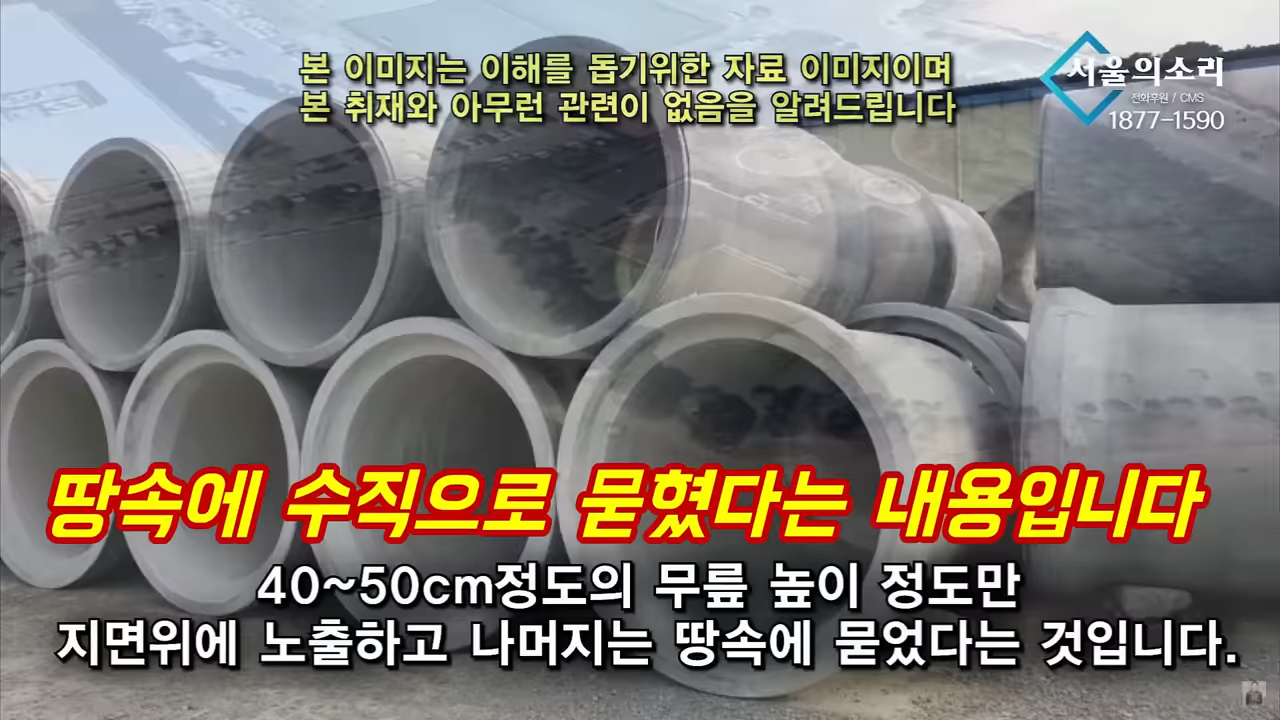 본 이미지는 이해를 돕기위한 자료 이미지이며
본 취재와 아무런 관련이 없음을 알려드립니다
서울의소리
전화후원 / CMS
1877-1590
땅속에 수직으로 묻혔다는 내용입니다
40~50cm정도의 무릎 높이 정도만
지면위에 노출하고 나머지는 땅속에 묻었다는 것입니다.